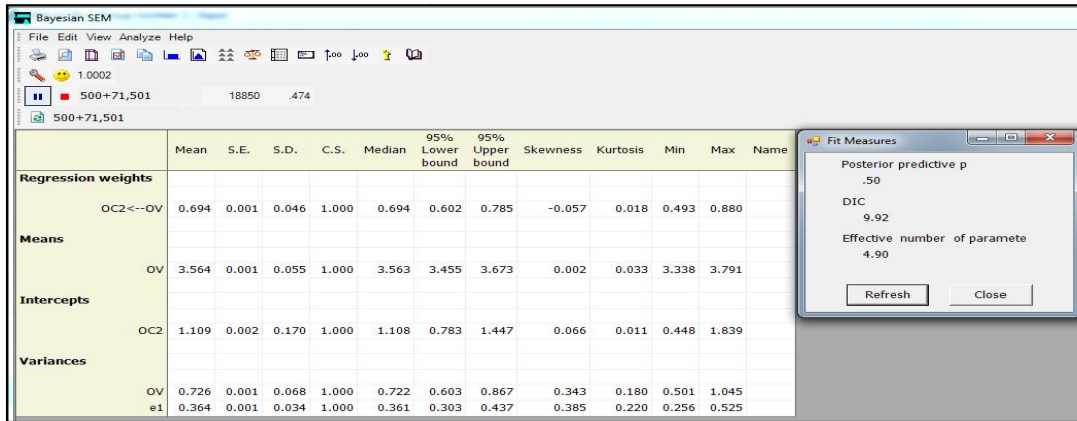 Bayesian SEM
File Edit View Analyze Help
1.0002
500+71,501 18850 .474
500+71,501
Mean S.E. S.D. C.S. Median 95% Lower bound 95% Upper bound Skewness Kurtosis Min Max Name
Regression weights
OC2<--OV 0.694 0.001 0.046 1.000 0.694 0.602 0.785 -0.057 0.018 0.493 0.880
Means
OV 3.564 0.001 0.055 1.000 3.563 3.455 3.673 0.002 0.033 3.338 3.791
Intercepts
OC2 1.109 0.002 0.170 1.000 1.108 0.783 1.447 0.066 0.011 0.448 1.839
Variances
OV 0.726 0.001 0.068 1.000 0.722 0.603 0.867 0.343 0.180 0.501 1.045
e1 0.364 0.001 0.034 1.000 0.361 0.303 0.437 0.385 0.220 0.256 0.525
Fit Measures
Posterior predictive p
.50
DIC
9.92
Effective number of paramete
4.90
Refresh Close